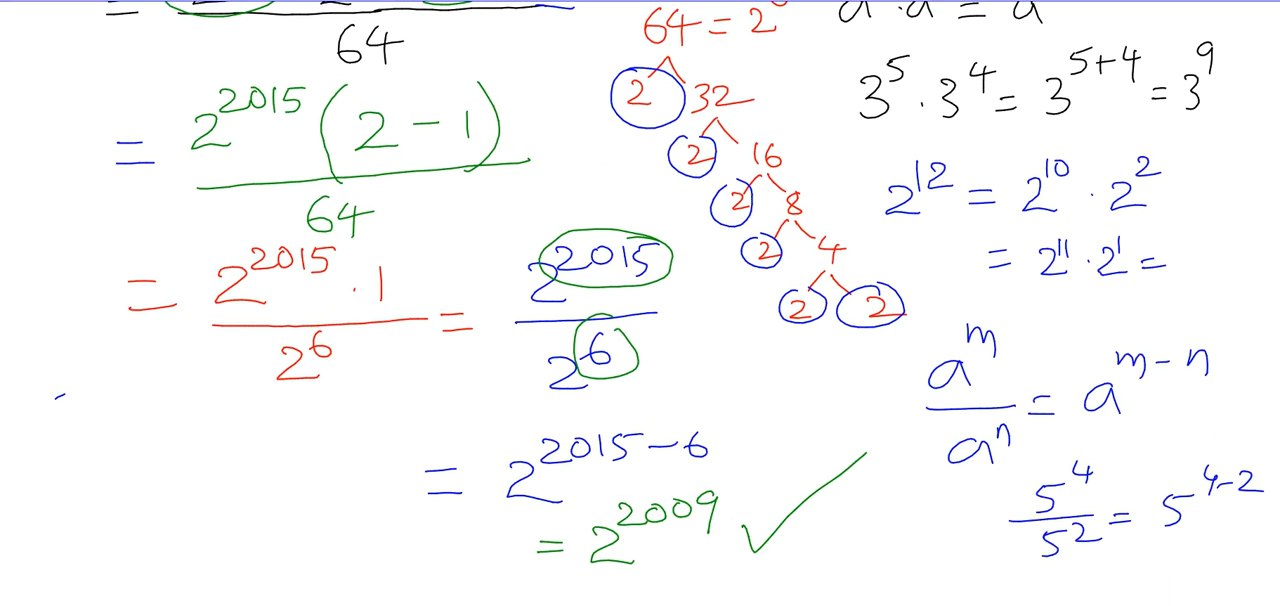 =
64
= 2^2015 (2 - 1) / 64
= 2^2015 · 1 / 2^6 = 2^2015 / 2^6
= 2^2015-6
= 2^2009 ✓
64 = 2
2 32
2 16
2 8
2 4
2 2
a · a = a
3^5 · 3^4 = 3^5+4 = 3^9
2^12 = 2^10 · 2^2
= 2^11 · 2^1 =
a^m / a^n = a^m-n
5^4 / 5^2 = 5^4-2